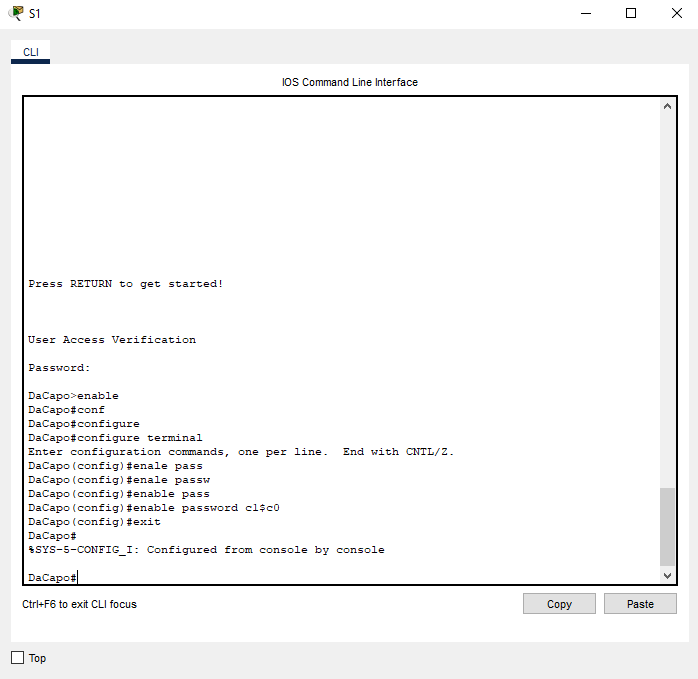 S1
CLI
IOS Command Line Interface
Press RETURN to get started!
User Access Verification
Password:
DaCapo>enable
DaCapo#conf
DaCapo#configure
DaCapo#configure terminal
Enter configuration commands, one per line.  End with CNTL/Z.
DaCapo(config)#enale pass
DaCapo(config)#enale passw
DaCapo(config)#enable pass
DaCapo(config)#enable password c1$c0
DaCapo(config)#exit
DaCapo#
%SYS-5-CONFIG_I: Configured from console by console
DaCapo#
Ctrl+F6 to exit CLI focus
Copy
Paste
Top